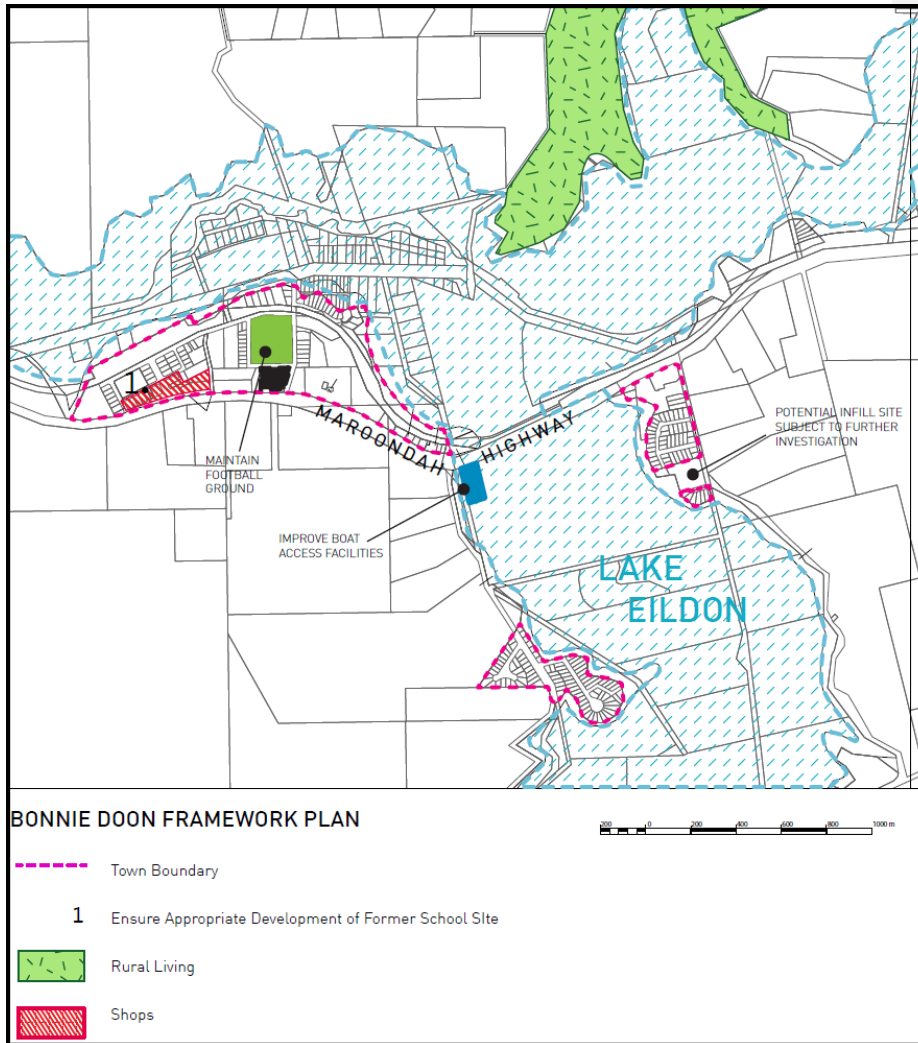 1
MAINTAIN
FOOTBALL
GROUND
MAROONDAH HIGHWAY
POTENTIAL INFILL SITE
SUBJECT TO FURTHER
INVESTIGATION
IMPROVE BOAT
ACCESS FACILITIES
LAKE
EILDON
BONNIE DOON FRAMEWORK PLAN
200 0 200 400 600 800 1000 m
Town Boundary
1 Ensure Appropriate Development of Former School SIte
Rural Living
Shops